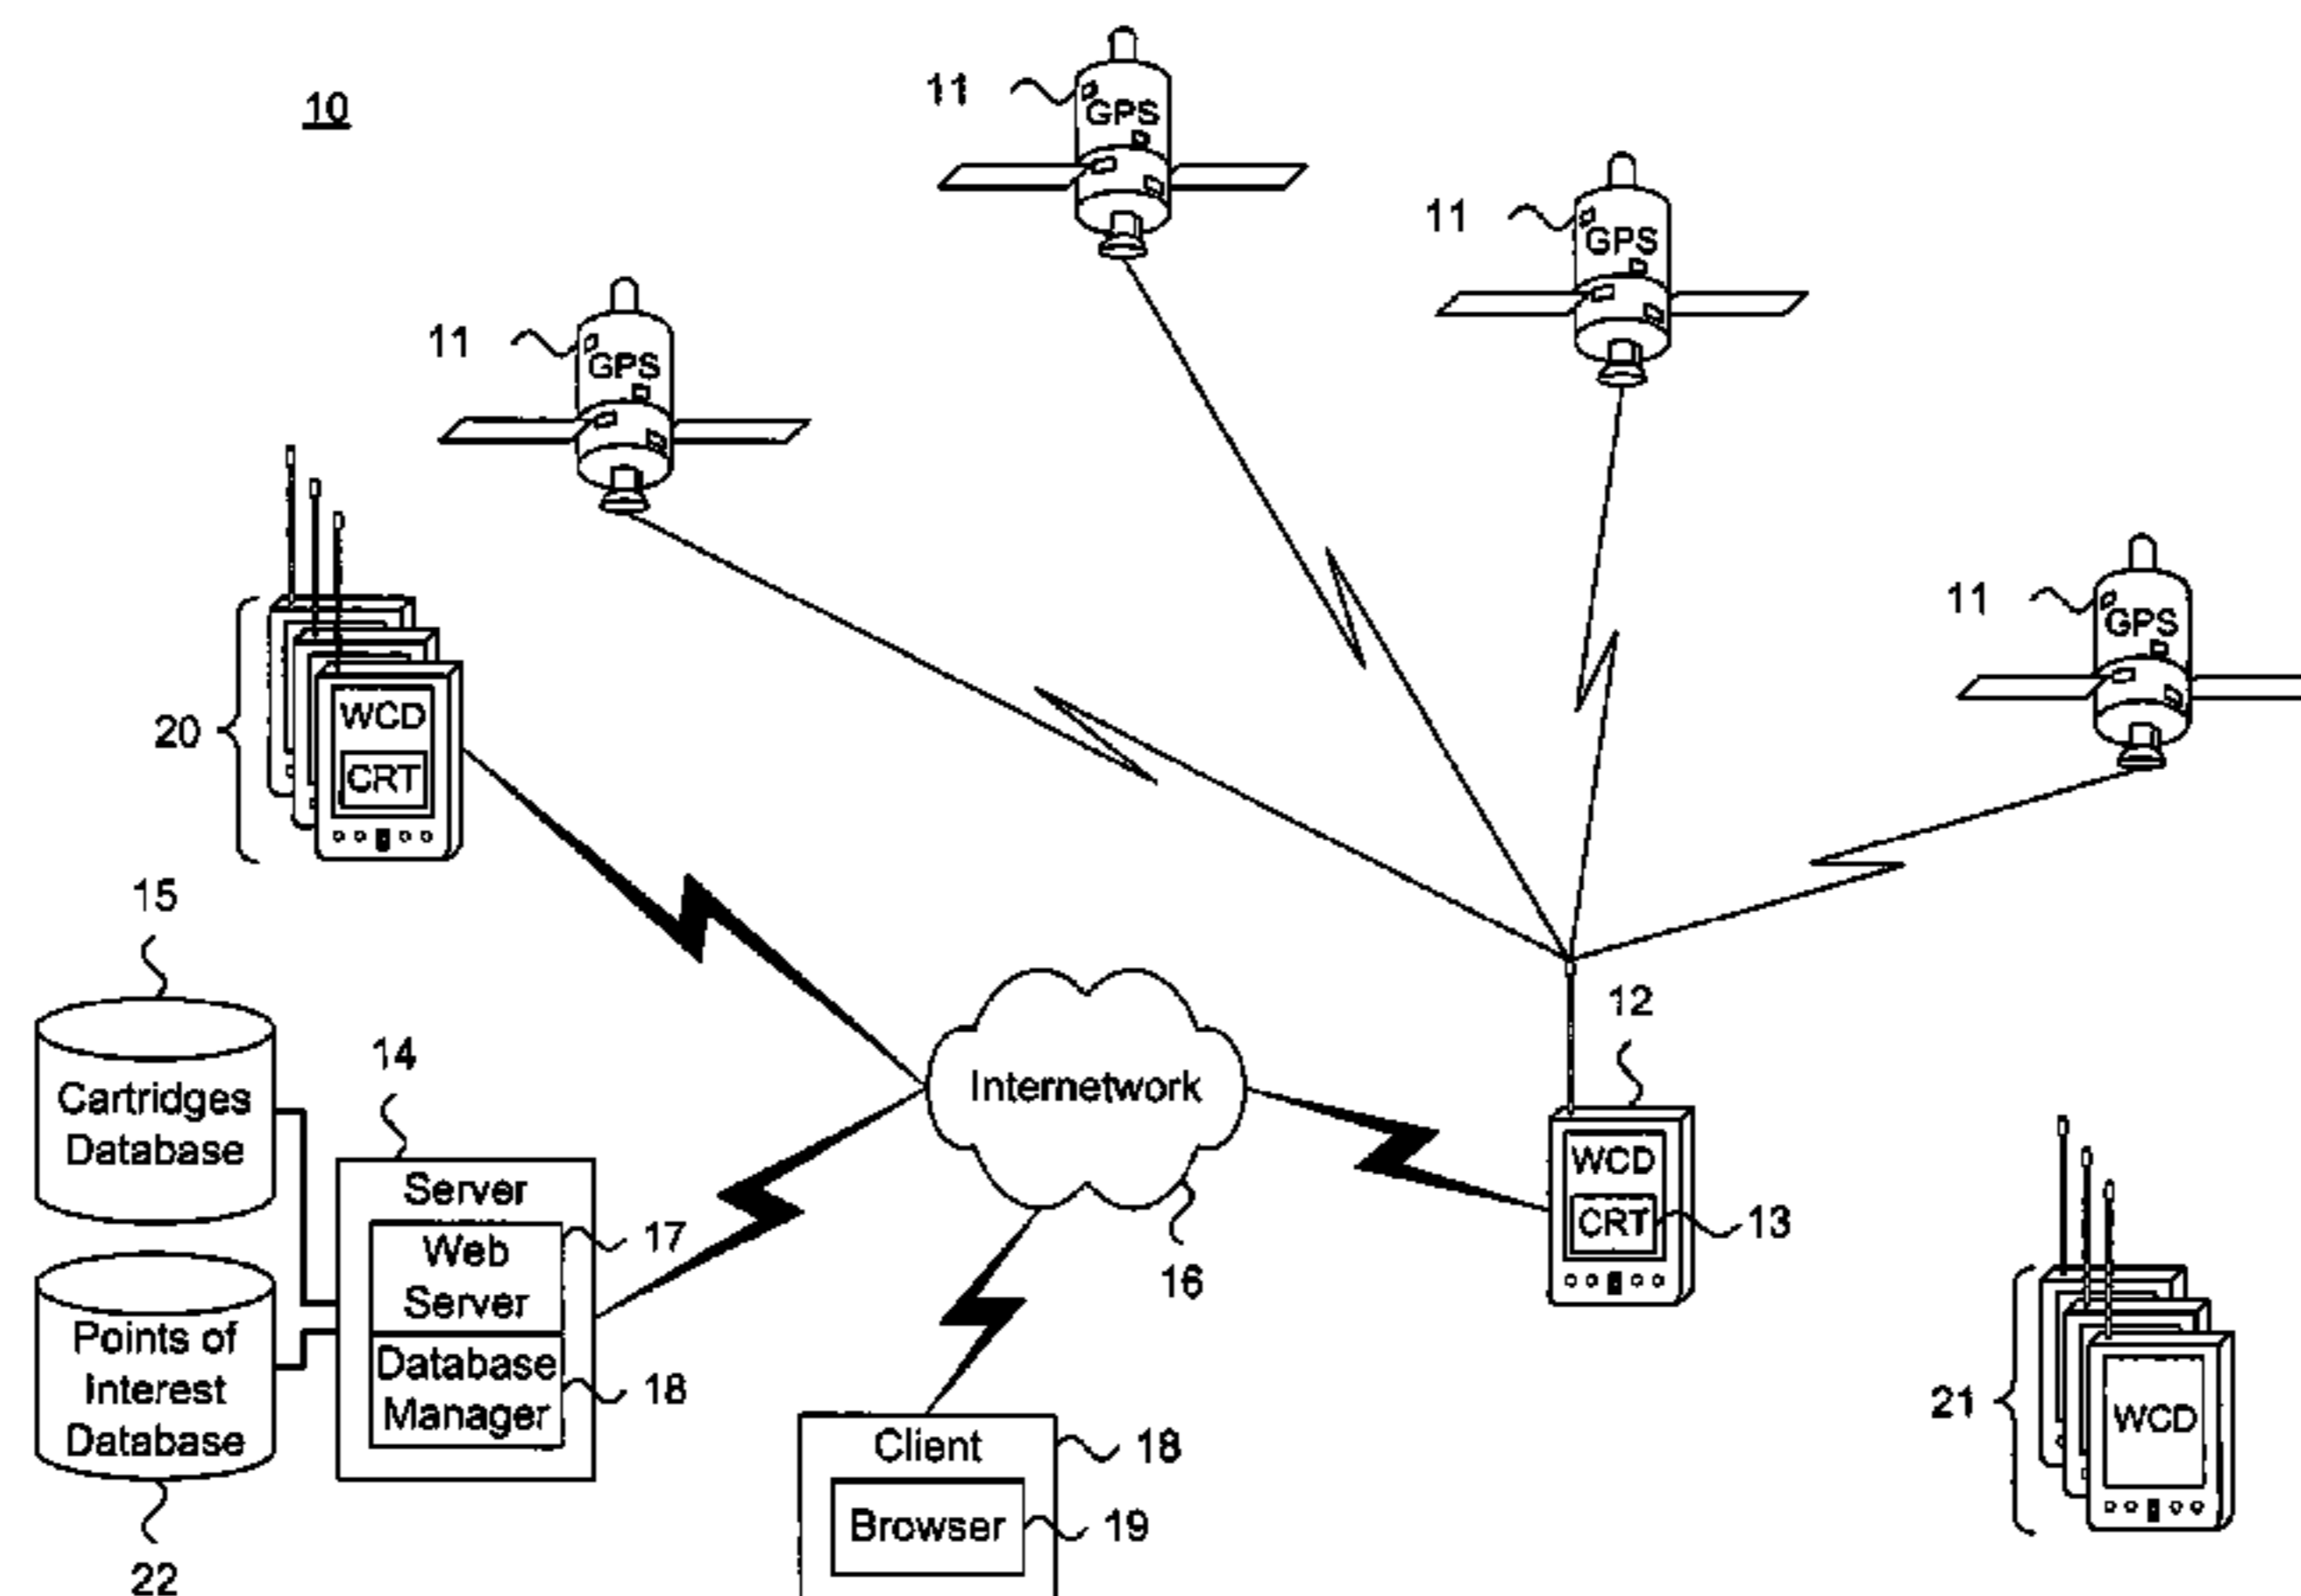 10
11
GPS
11
GPS
11
GPS
11
GPS
20
WCD
CRT
15
Cartridges
Database
14
Server
Web
Server
17
Database
Manager
18
Points of
Interest
Database
22
Internetwork
16
12
WCD
CRT
13
Client
18
Browser
19
21
WCD